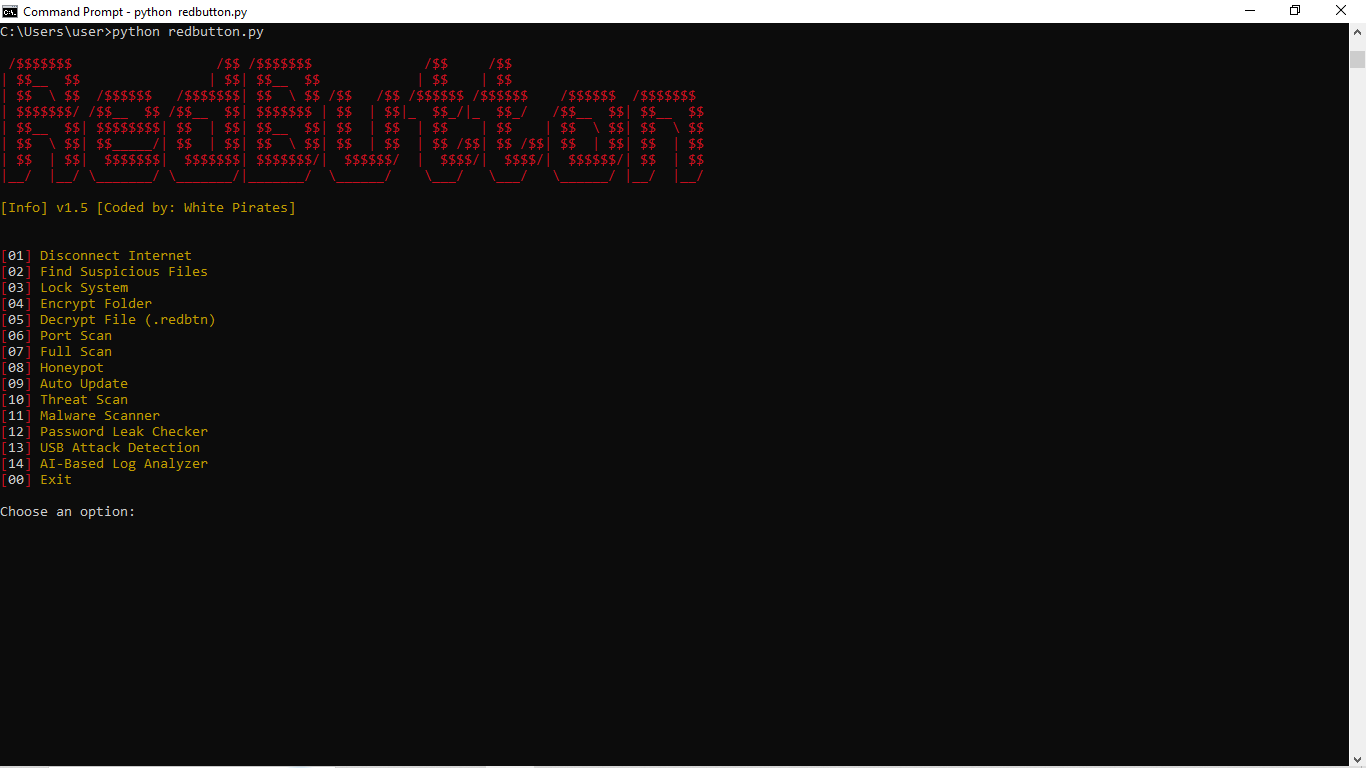 Command Prompt - python  redbutton.py
C:\Users\user>python redbutton.py
RedButton
[Info] v1.5 [Coded by: White Pirates]
[01] Disconnect Internet
[02] Find Suspicious Files
[03] Lock System
[04] Encrypt Folder
[05] Decrypt File (.redbtn)
[06] Port Scan
[07] Full Scan
[08] Honeypot
[09] Auto Update
[10] Threat Scan
[11] Malware Scanner
[12] Password Leak Checker
[13] USB Attack Detection
[14] AI-Based Log Analyzer
[00] Exit
Choose an option: